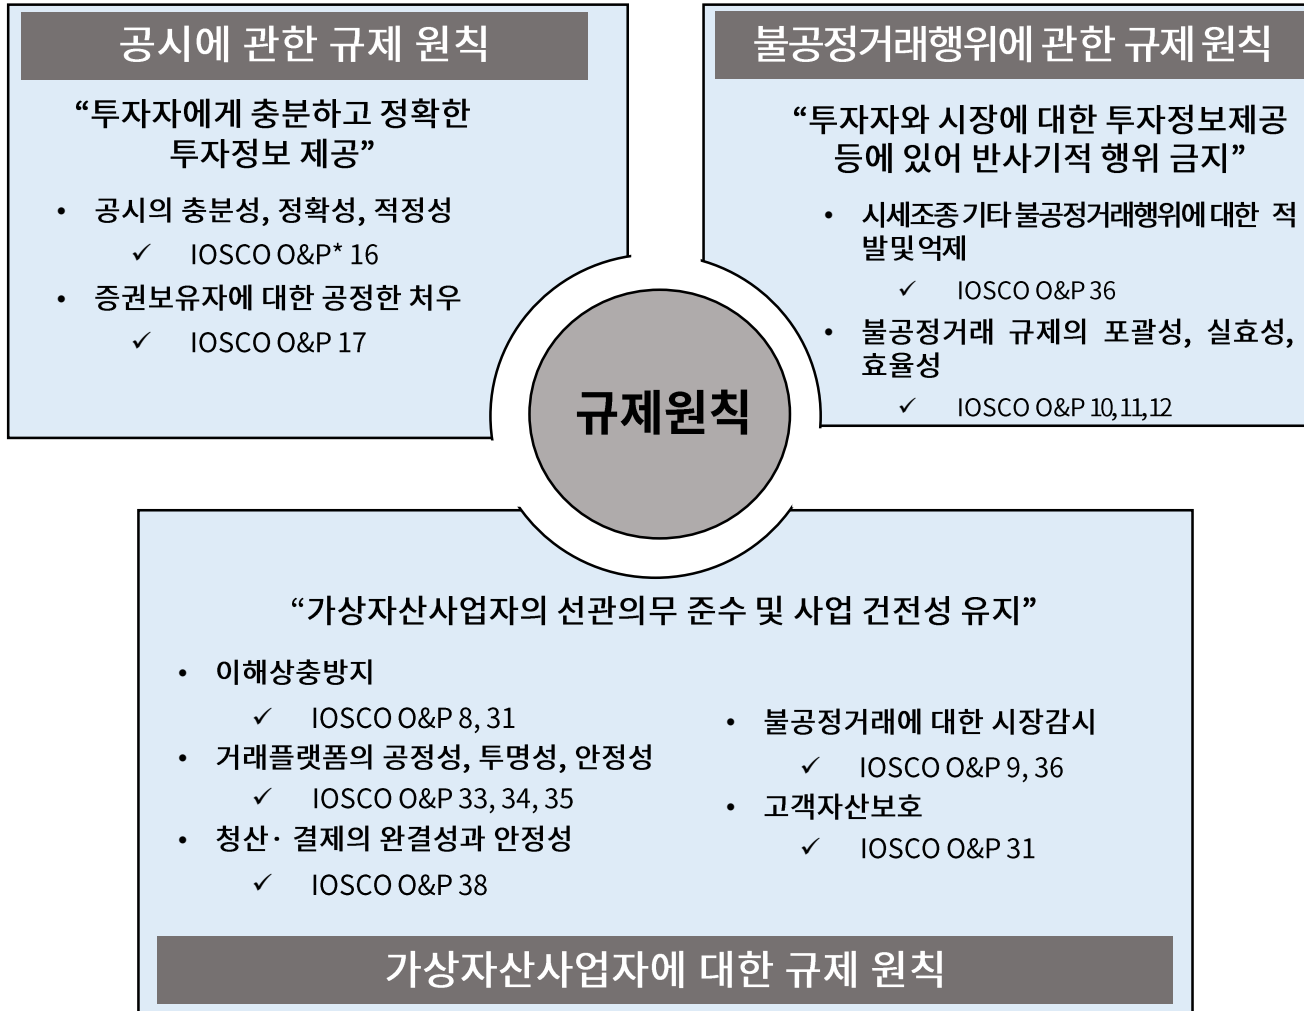 공시에 관한 규제 원칙
“투자자에게 충분하고 정확한
투자정보 제공”
• 공시의 충분성, 정확성, 적정성
✓ IOSCO O&P* 16
• 증권보유자에 대한 공정한 처우
✓ IOSCO O&P 17
불공정거래행위에 관한 규제 원칙
“투자자와 시장에 대한 투자정보제공
등에 있어 반사기적 행위 금지”
• 시세조종 기타 불공정거래행위에 대한 적
발 및 억제
✓ IOSCO O&P 36
• 불공정거래 규제의 포괄성, 실효성,
효율성
✓ IOSCO O&P 10,11,12
규제원칙
“가상자산사업자의 선관의무 준수 및 사업 건전성 유지”
• 이해상충방지
✓ IOSCO O&P 8, 31
• 거래플랫폼의 공정성, 투명성, 안정성
✓ IOSCO O&P 33, 34, 35
• 청산· 결제의 완결성과 안정성
✓ IOSCO O&P 38
• 불공정거래에 대한 시장감시
✓ IOSCO O&P 9, 36
• 고객자산보호
✓ IOSCO O&P 31
가상자산사업자에 대한 규제 원칙